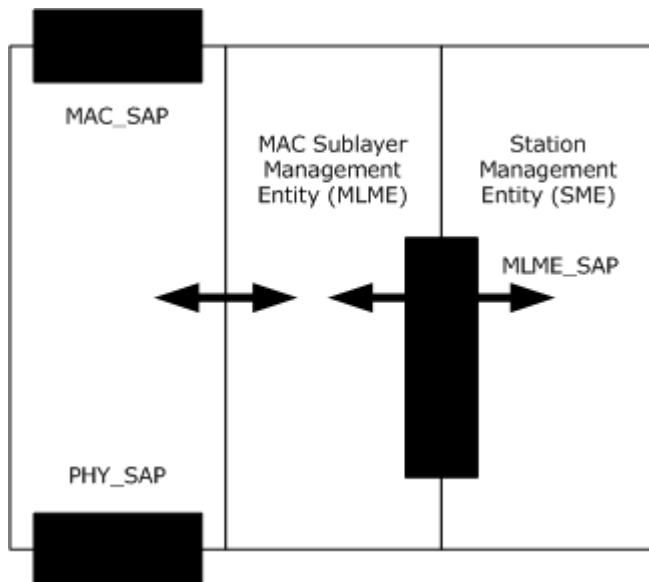 MAC_SAP
MAC Sublayer
Management
Entity (MLME)
Station
Management
Entity (SME)
MLME_SAP
PHY_SAP